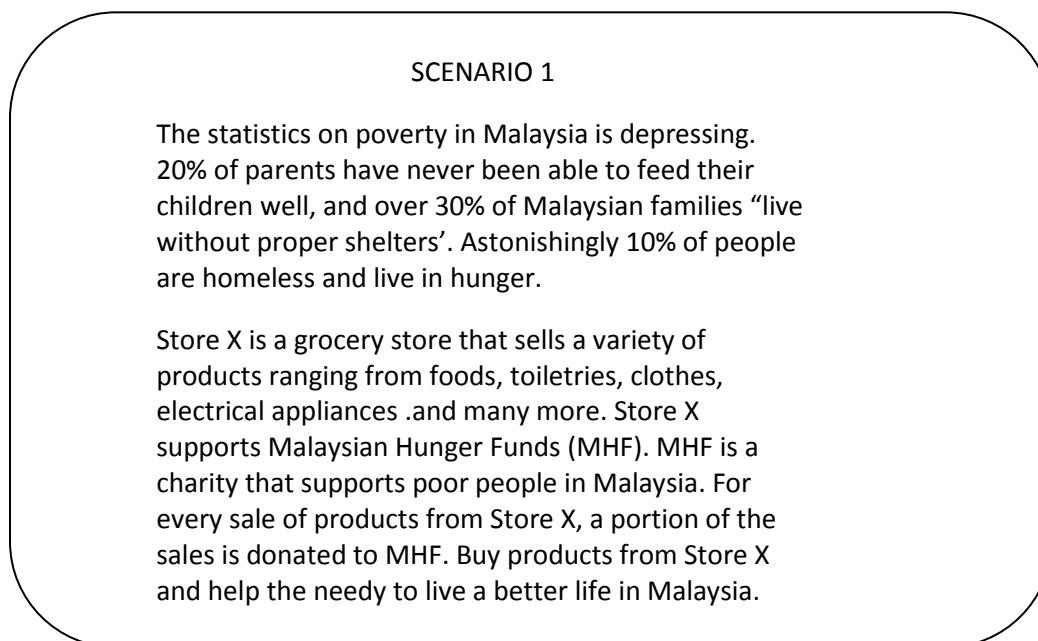 SCENARIO 1
The statistics on poverty in Malaysia is depressing.
20% of parents have never been able to feed their
children well, and over 30% of Malaysian families “live
without proper shelters’. Astonishingly 10% of people
are homeless and live in hunger.
Store X is a grocery store that sells a variety of
products ranging from foods, toiletries, clothes,
electrical appliances .and many more. Store X
supports Malaysian Hunger Funds (MHF). MHF is a
charity that supports poor people in Malaysia. For
every sale of products from Store X, a portion of the
sales is donated to MHF. Buy products from Store X
and help the needy to live a better life in Malaysia.